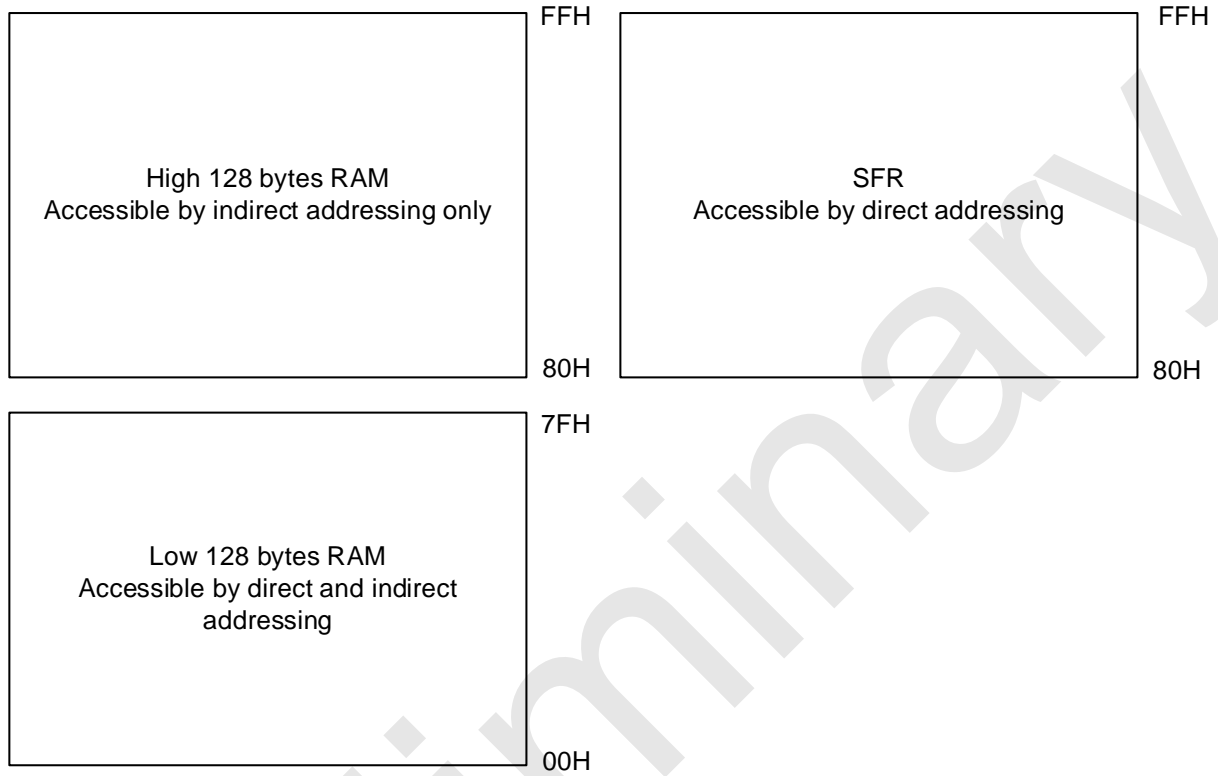 FFH
High 128 bytes RAM
Accessible by indirect addressing only
80H
FFH
SFR
Accessible by direct addressing
80H
7FH
Low 128 bytes RAM
Accessible by direct and indirect
addressing
00H